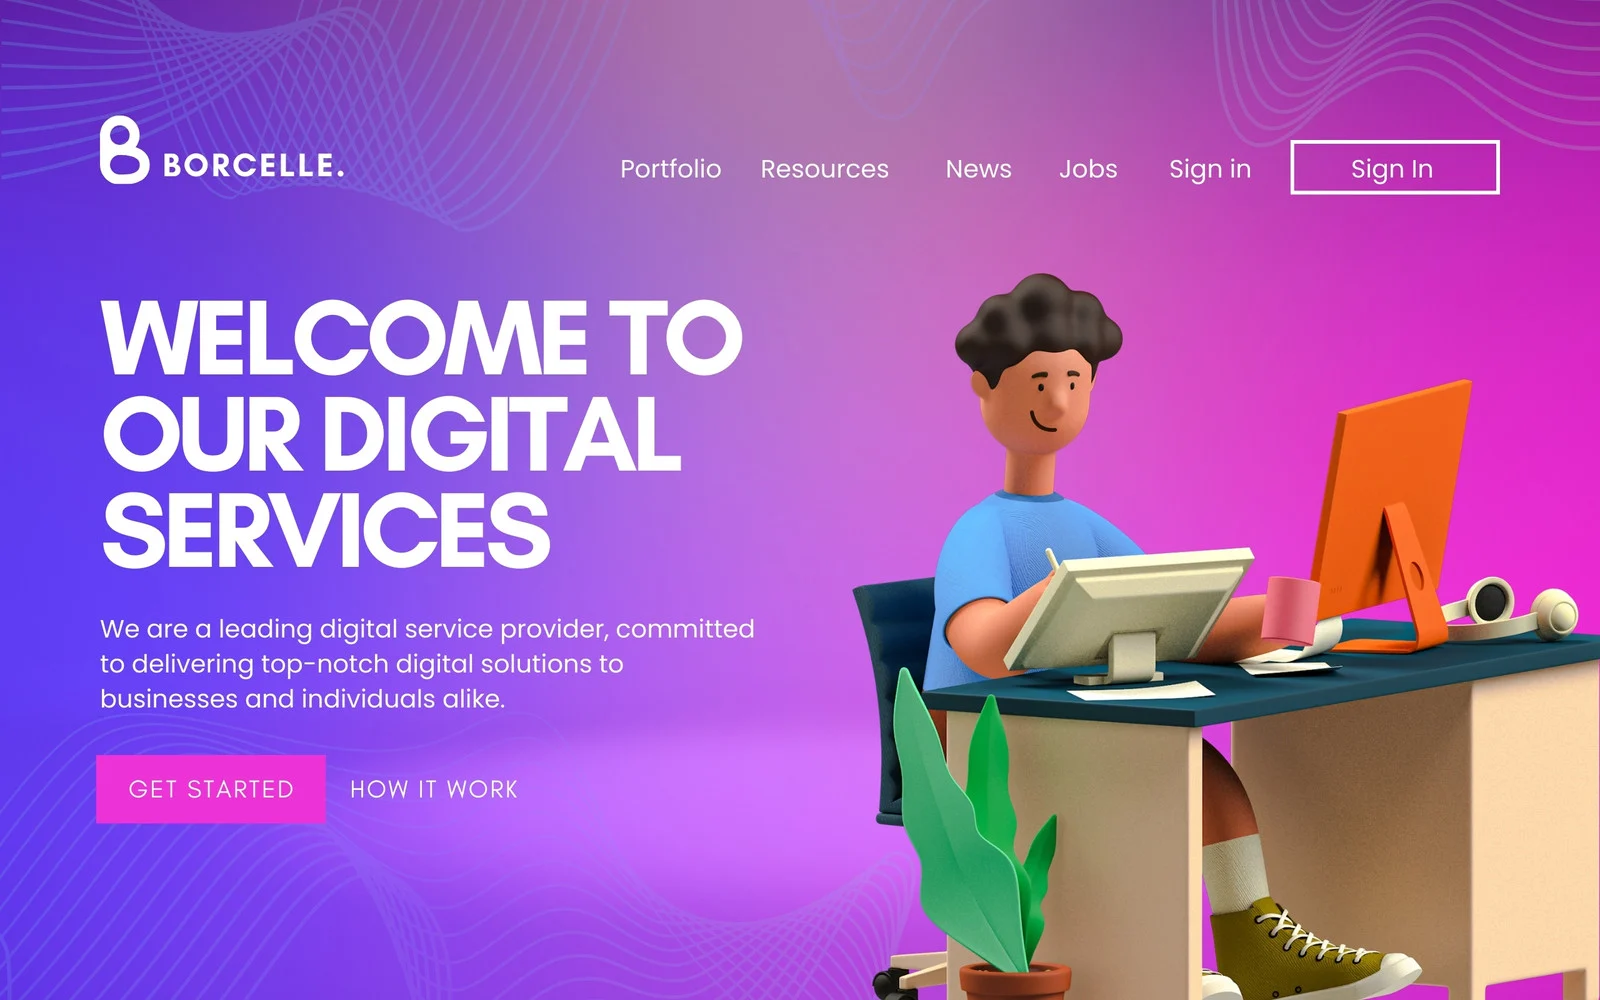 BORCELLE.
Portfolio Resources News Jobs Sign in Sign In
WELCOME TO
OUR DIGITAL
SERVICES
We are a leading digital service provider, committed
to delivering top-notch digital solutions to
businesses and individuals alike.
GET STARTED HOW IT WORK